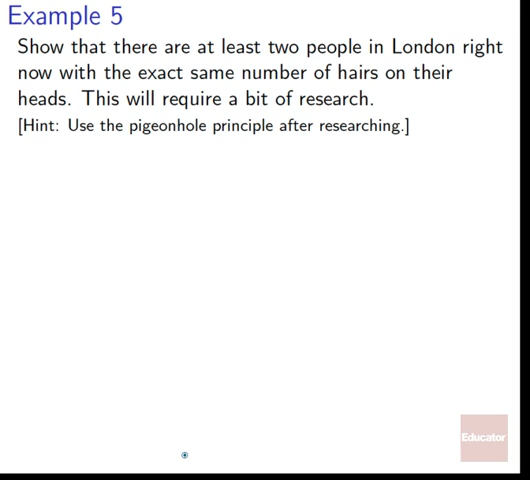 Example 5
Show that there are at least two people in London right
now with the exact same number of hairs on their
heads. This will require a bit of research.
[Hint: Use the pigeonhole principle after researching.]
Educator